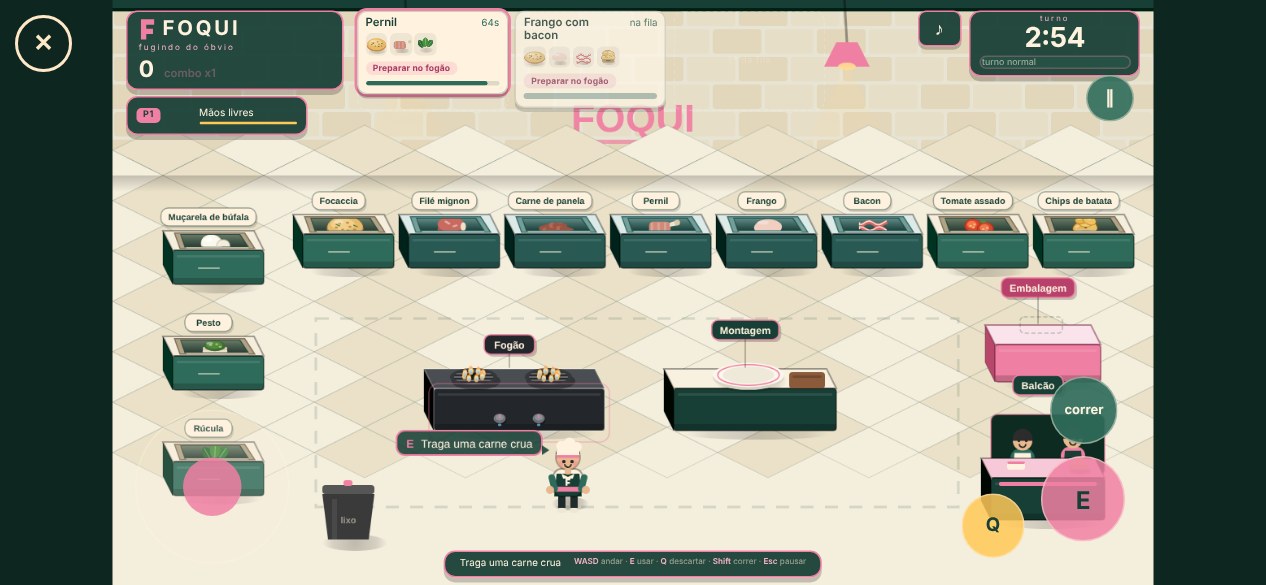 ×
F FOQUI
fugindo do óbvio
0 combo x1
P1 Mãos livres
Pernil 64s
Preparar no fogão
Frango com bacon na fila
Preparar no fogão
♪
turno
2:54
turno normal
FOQUI
Muçarela de búfala
Focaccia
Filé mignon
Carne de panela
Pernil
Frango
Bacon
Tomate assado
Chips de batata
Embalagem
Pesto
Fogão
Montagem
Balcão
correr
Rúcula
E Traga uma carne crua
F
lixo
Q
E
Traga uma carne crua WASD andar · E usar · Q descartar · Shift correr · Esc pausar